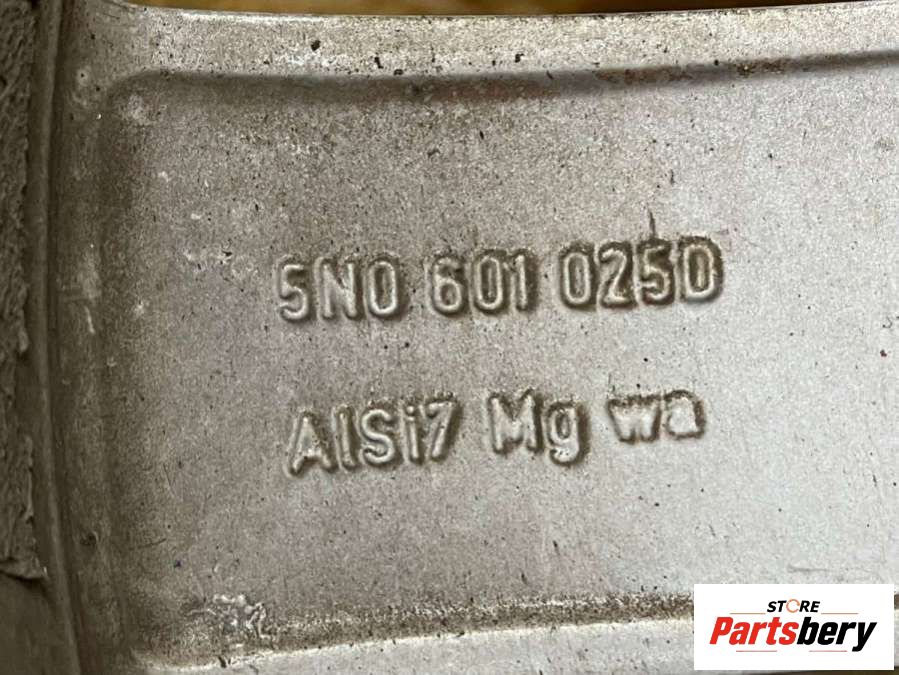 5N0 601 025D
AlSi7 Mg wa
STORE
Partsbery